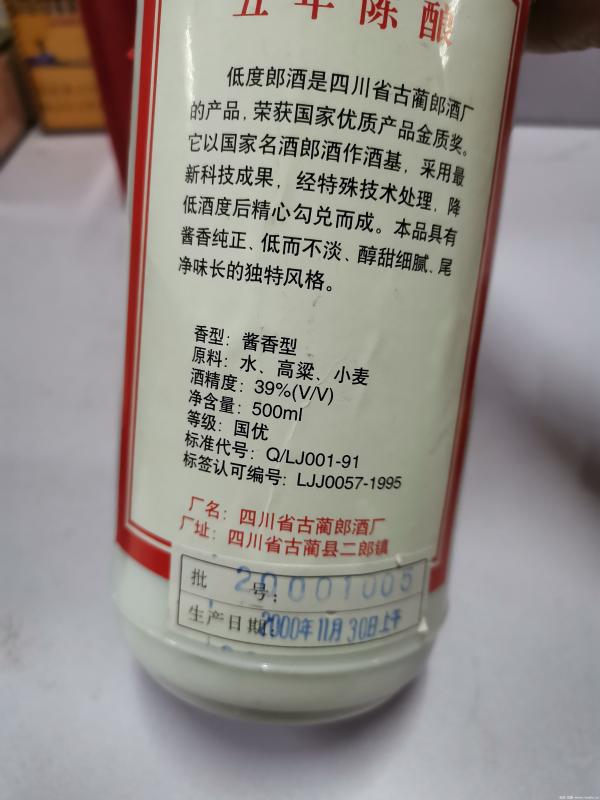 五年陈酿
低度郎酒是四川省古蔺郎酒厂
的产品,荣获国家优质产品金质奖。
它以国家名酒郎酒作酒基，采用最
新科技成果，经特殊技术处理，降
低酒度后精心勾兑而成。本品具有
酱香纯正、低而不淡、醇甜细腻、尾
净味长的独特风格。
香型：酱香型
原料：水、高粱、小麦
酒精度：39%(V/V)
净含量：500ml
等级：国优
标准代号：Q/LJ001-91
标签认可编号：LJJ0057-1995
厂名：四川省古蔺郎酒厂
厂址：四川省古蔺县二郎镇
批号：20001006
生产日期：2000年11月30日上午